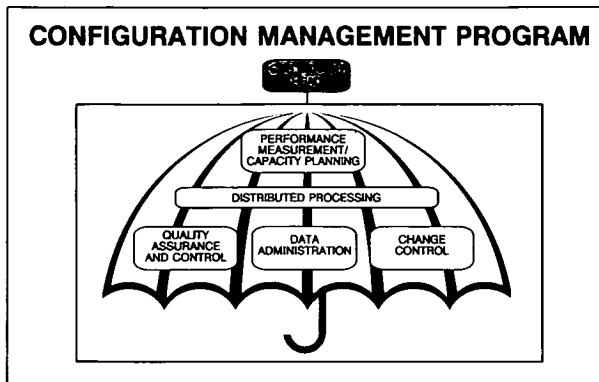 CONFIGURATION MANAGEMENT PROGRAM
PERFORMANCE
MEASUREMENT/
CAPACITY PLANNING
DISTRIBUTED PROCESSING
QUALITY
ASSURANCE
AND CONTROL
DATA
ADMINISTRATION
CHANGE
CONTROL